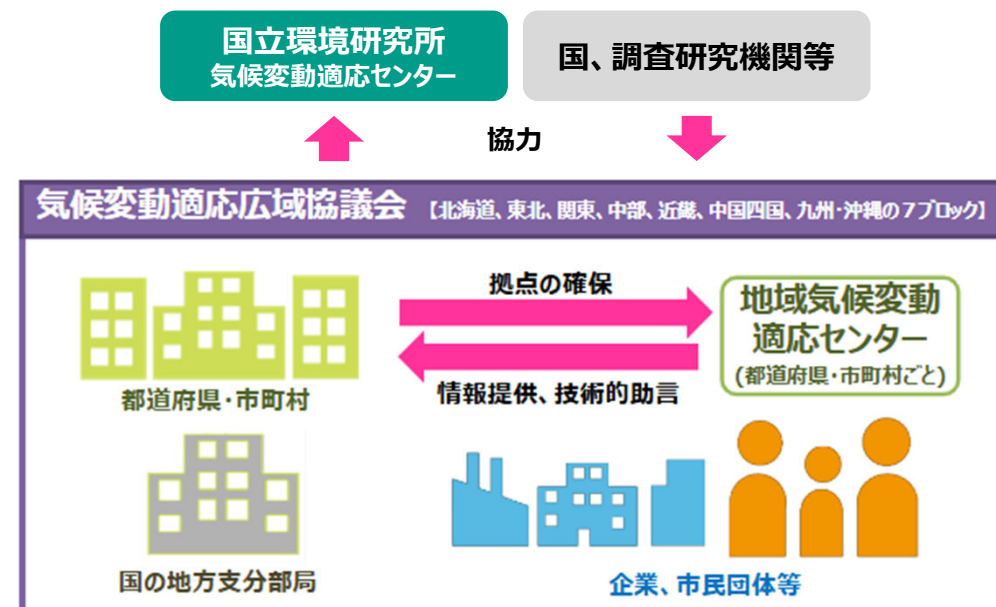 国立環境研究所
気候変動適応センター
国、調査研究機関等
協力
気候変動適応広域協議会 【北海道、東北、関東、中部、近畿、中国四国、九州・沖縄の7ブロック】
拠点の確保
地域気候変動
適応センター
(都道府県・市町村ごと)
都道府県・市町村
情報提供、技術的助言
国の地方支分部局
企業、市民団体等